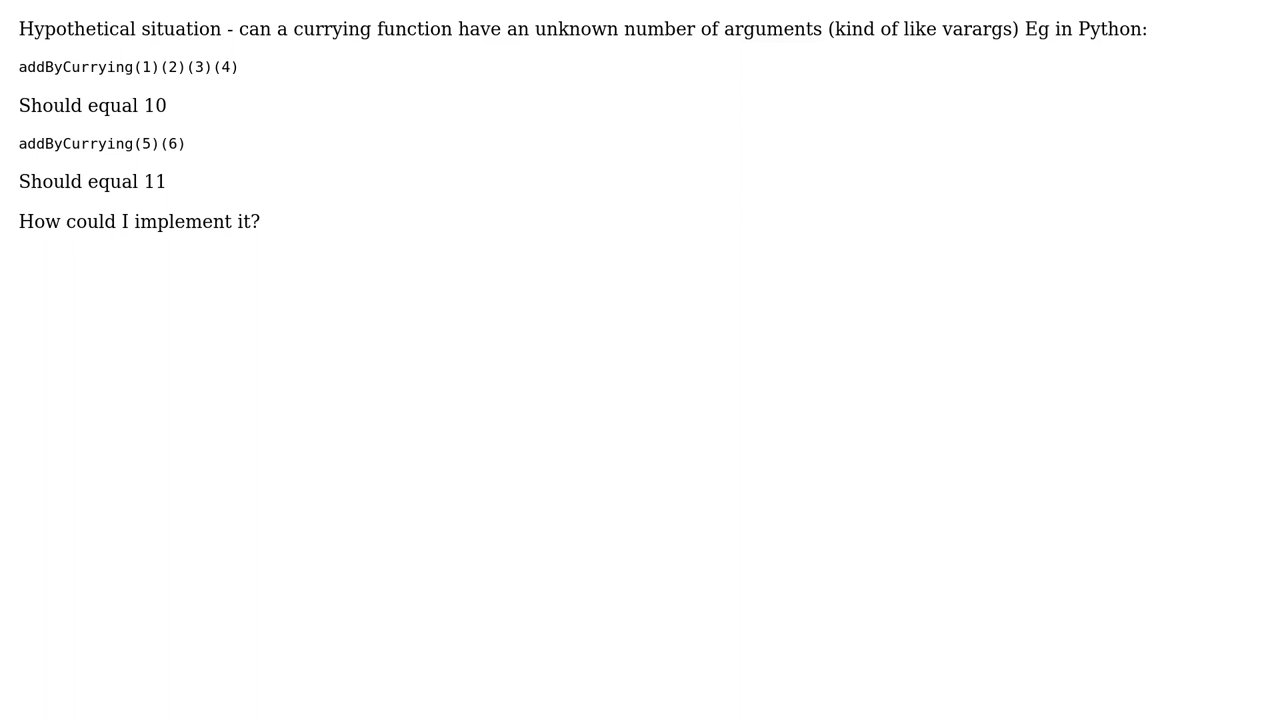 Hypothetical situation - can a currying function have an unknown number of arguments (kind of like varargs) Eg in Python:
addByCurrying(1)(2)(3)(4)
Should equal 10
addByCurrying(5)(6)
Should equal 11
How could I implement it?